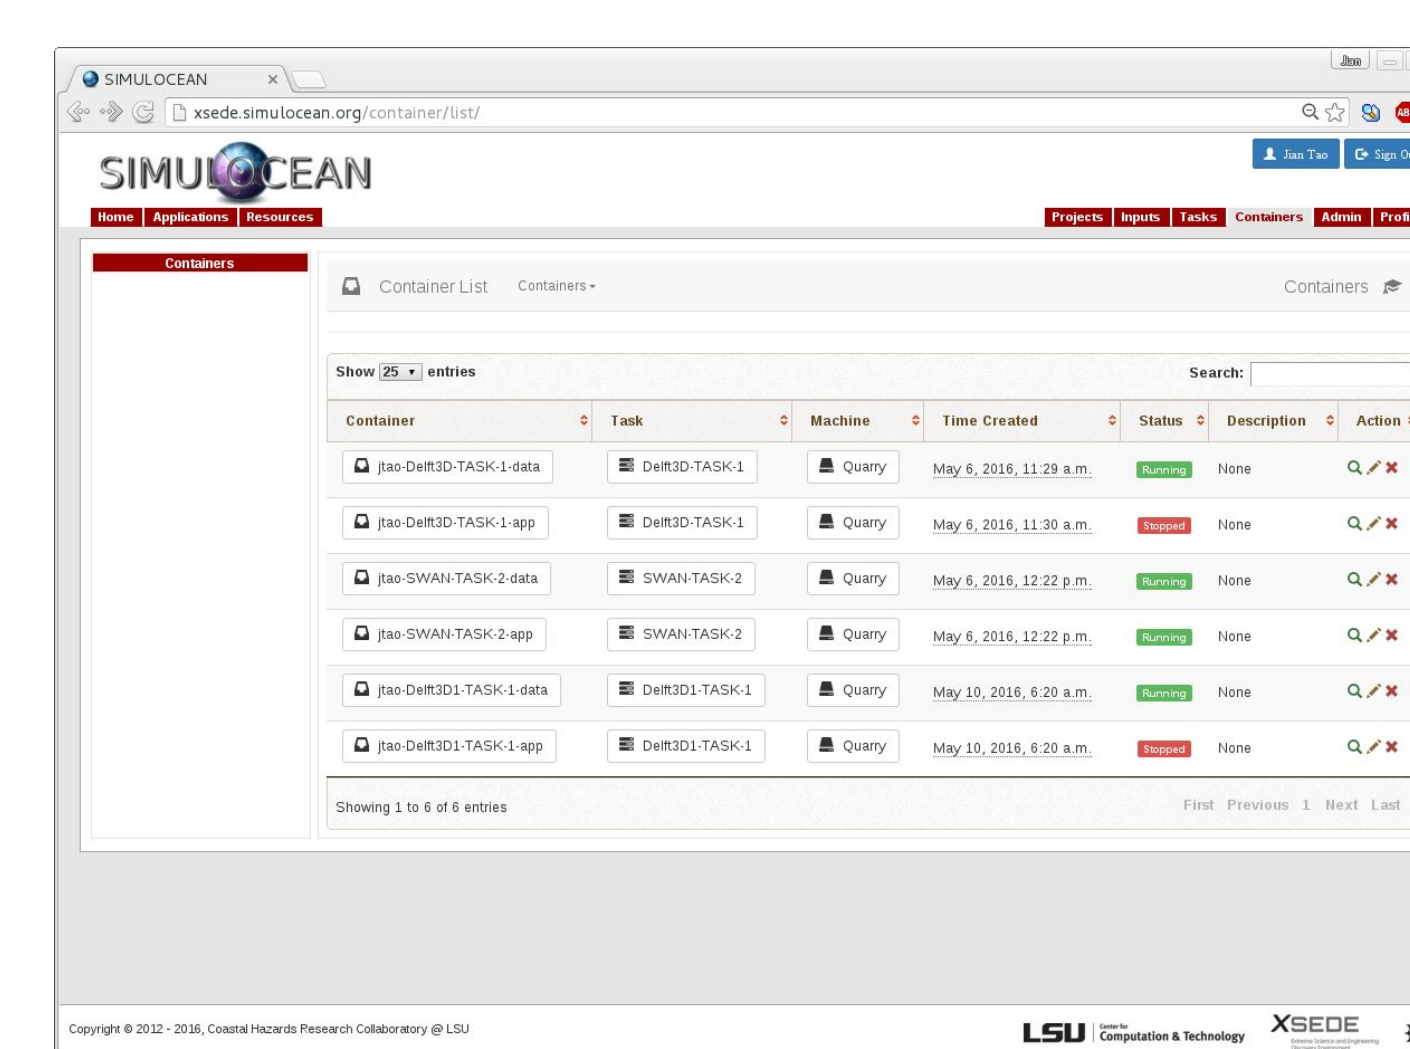 Jian
SIMULOCEAN
xsede.simulocean.org/container/list/
SIMULOCEAN
Jian Tao
Sign
Home Applications Resources
Projects Inputs Tasks Containers Admin
Containers
Container List Containers
Containers
Show 25 entries
Search:
Container Task Machine Time Created Status Description Action
jtao-Delft3D-TASK-1-data Delft3D-TASK-1 Quarry May 6, 2016, 11:29 a.m. Running None
jtao-Delft3D-TASK-1-app Delft3D-TASK-1 Quarry May 6, 2016, 11:30 a.m. Stopped None
jtao-SWAN-TASK-2-data SWAN-TASK-2 Quarry May 6, 2016, 12:22 p.m. Running None
jtao-SWAN-TASK-2-app SWAN-TASK-2 Quarry May 6, 2016, 12:22 p.m. Running None
jtao-Delft3D1-TASK-1-data Delft3D1-TASK-1 Quarry May 10, 2016, 6:20 a.m. Running None
jtao-Delft3D1-TASK-1-app Delft3D1-TASK-1 Quarry May 10, 2016, 6:20 a.m. Stopped None
Showing 1 to 6 of 6 entries
First Previous 1 Next Last
Copyright © 2012 - 2016, Coastal Hazards Research Collaboratory @ LSU
LSU Center for Computation & Technology
XSEDE
Extreme Science and Engineering
Discovery Environment